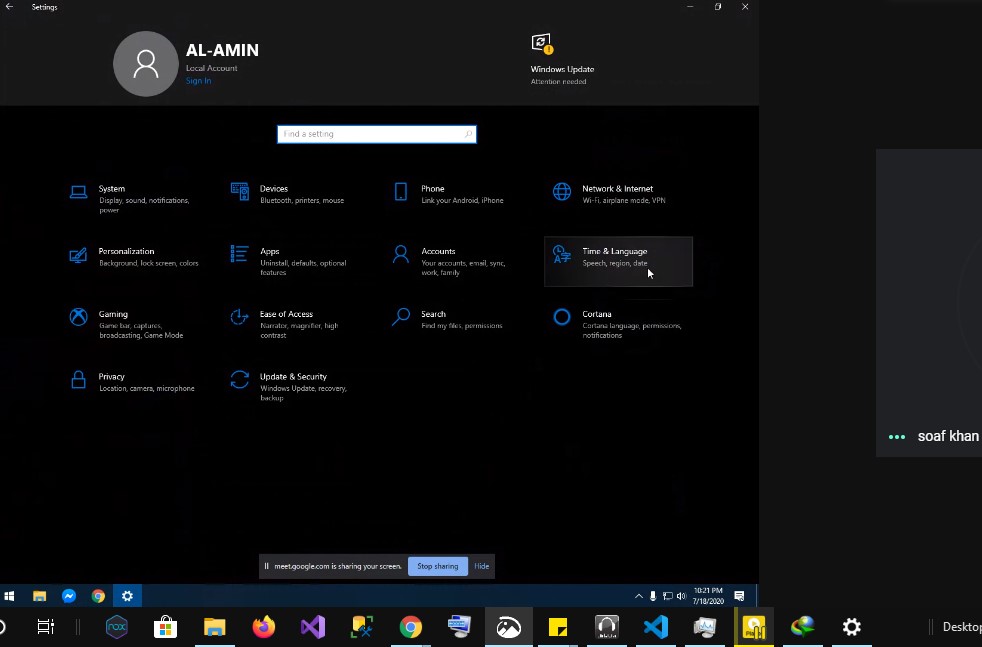 Settings
AL-AMIN
Local Account
Sign In
Windows Update
Attention needed
Find a setting
System
Display, sound, notifications,
power
Devices
Bluetooth, printers, mouse
Phone
Link your Android, iPhone
Network & Internet
Wi-Fi, airplane mode, VPN
Personalization
Background, lock screen, colors
Apps
Uninstall, defaults, optional
features
Accounts
Your accounts, email, sync,
work, family
Time & Language
Speech, region, date
Gaming
Game bar, captures,
broadcasting, Game Mode
Ease of Access
Narrator, magnifier, high
contrast
Search
Find my files, permissions
Cortana
Cortana language, permissions,
notifications
Privacy
Location, camera, microphone
Update & Security
Windows Update, recovery,
backup
soaf khan
meet.google.com is sharing your screen.
Stop sharing
Hide
10:21 PM
7/18/2020
Desktop